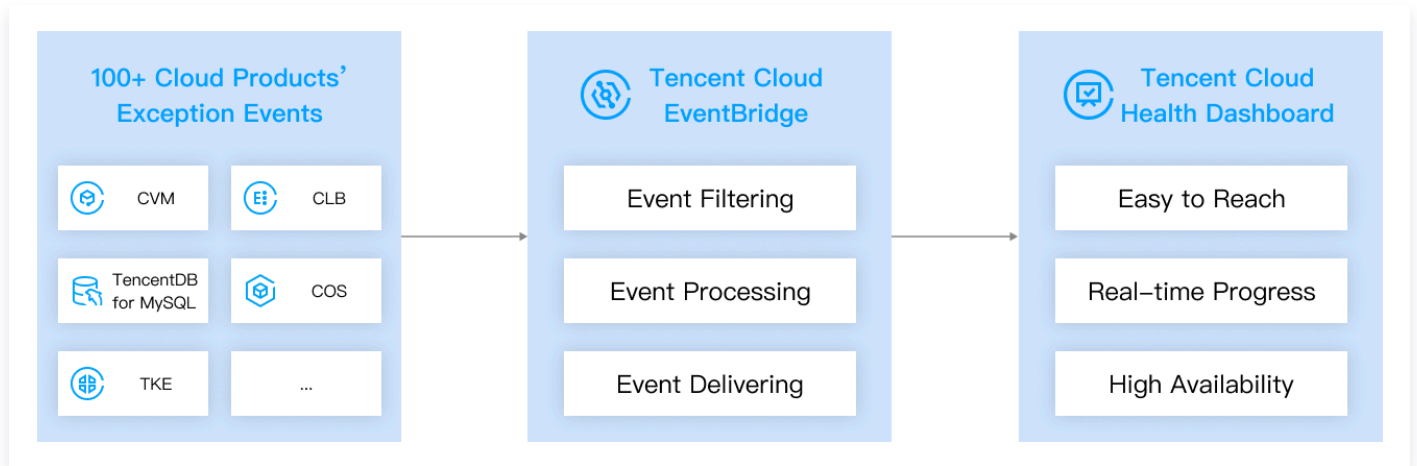 100+ Cloud Products’
Exception Events
CVM
CLB
TencentDB
for MySQL
COS
TKE
...
Tencent Cloud
EventBridge
Event Filtering
Event Processing
Event Delivering
Tencent Cloud
Health Dashboard
Easy to Reach
Real-time Progress
High Availability